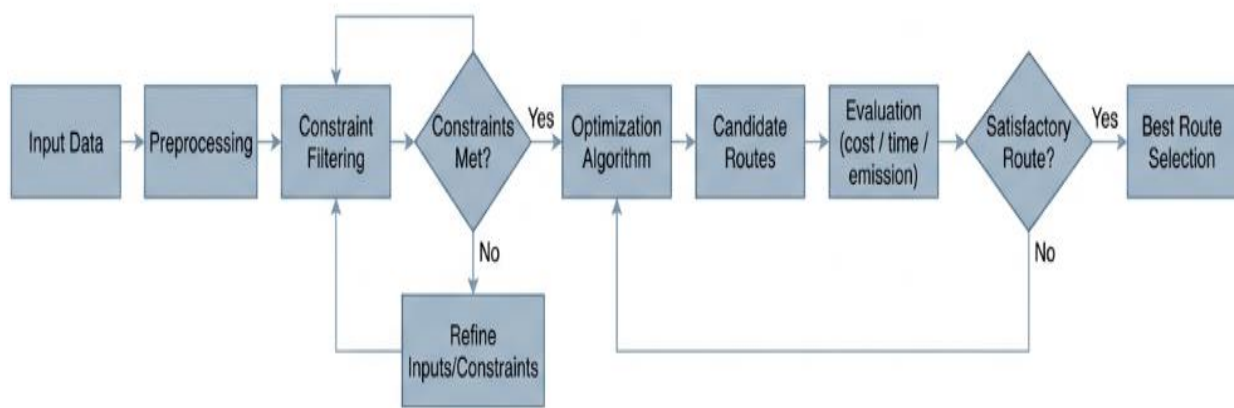 Input Data
Preprocessing
Constraint
Fiiltering
Constraints
Met?
Yes
No
Refine
Inputs/Constraints
Optimization
Algorithm
Candidate
Routes
Evaluation
(cost / time /
emission)
Satisfactory
Route?
Yes
No
Best Route
Selection